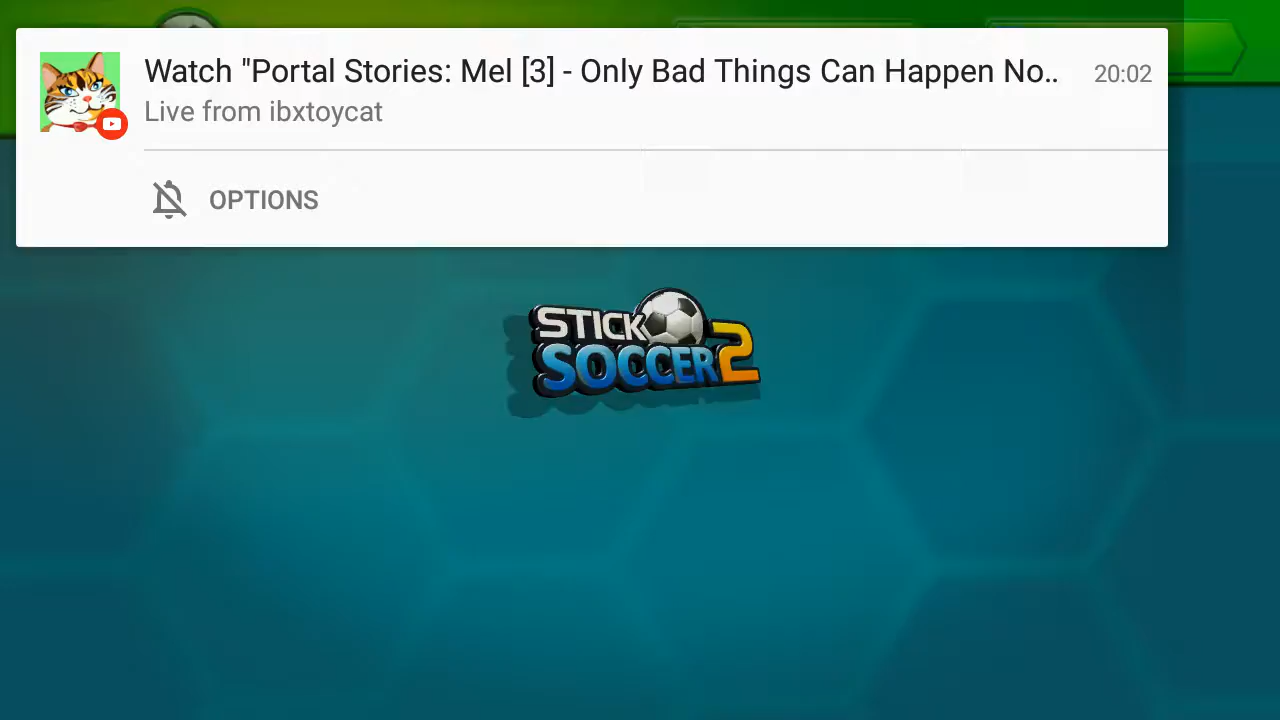 Watch "Portal Stories: Mel [3] - Only Bad Things Can Happen No..
20:02
Live from ibxtoycat
OPTIONS
STICK
SOCCER 2